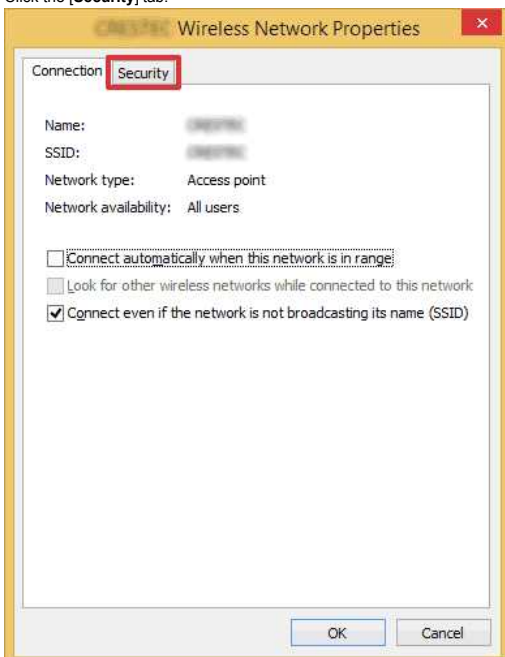 Click the [Security] tab.
Wireless Network Properties
Connection Security
Name:
SSID:
Network type: Access point
Network availability: All users
Connect automatically when this network is in range
Look for other wireless networks while connected to this network
Connect even if the network is not broadcasting its name (SSID)
OK Cancel